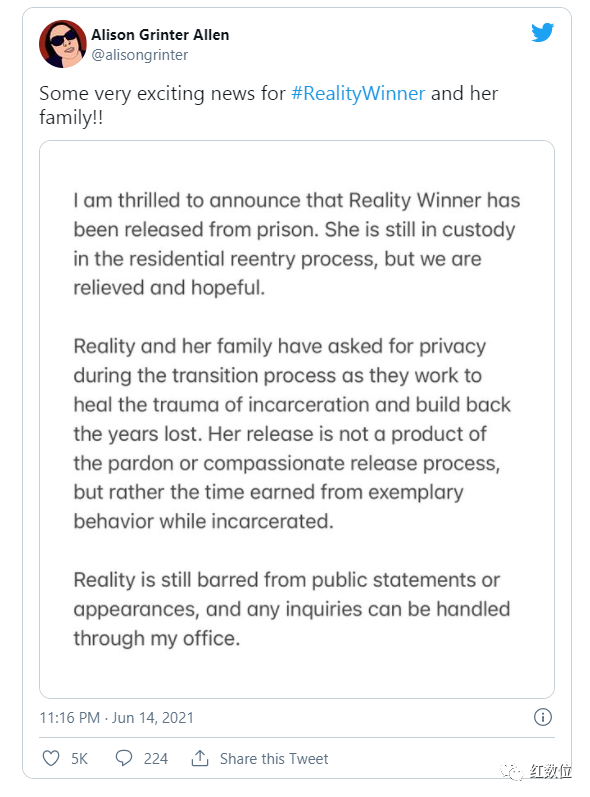 Alison Grinter Allen
@alisongrinter
Some very exciting news for #RealityWinner and her
family!!
I am thrilled to announce that Reality Winner has
been released from prison. She is still in custody
in the residential reentry process, but we are
relieved and hopeful.
Reality and her family have asked for privacy
during the transition process as they work to
heal the trauma of incarceration and build back
the years lost. Her release is not a product of
the pardon or compassionate release process,
but rather the time earned from exemplary
behavior while incarcerated.
Reality is still barred from public statements or
appearances, and any inquiries can be handled
through my office.
11:16 PM · Jun 14, 2021
5K 224 Share this Tweet
红数位